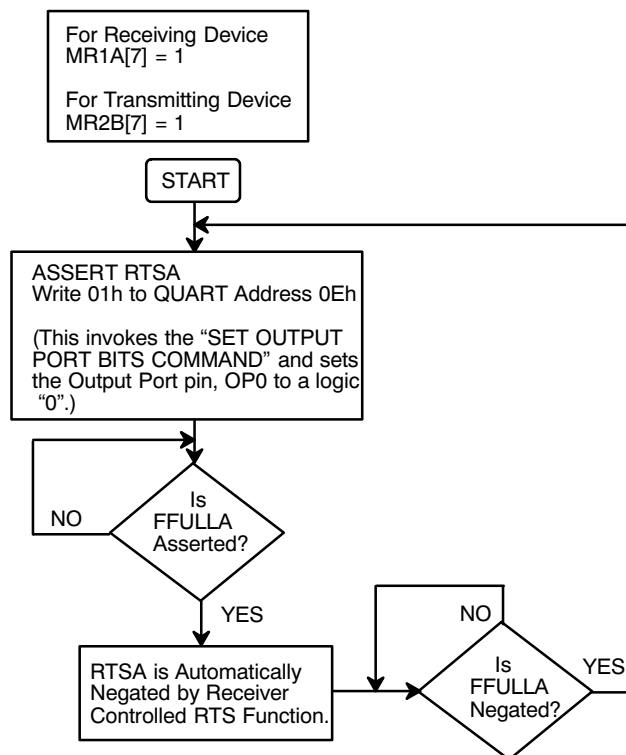 For Receiving Device
MR1A[7] = 1
For Transmitting Device
MR2B[7] = 1
START
ASSERT RTSA
Write 01h to QUART Address 0Eh
(This invokes the “SET OUTPUT
PORT BITS COMMAND” and sets
the Output Port pin, OP0 to a logic
“0”.)
Is
FFULLA
Asserted?
NO
YES
RTSA is Automatically
Negated by Receiver
Controlled RTS Function.
NO
Is
FFULLA
Negated?
YES